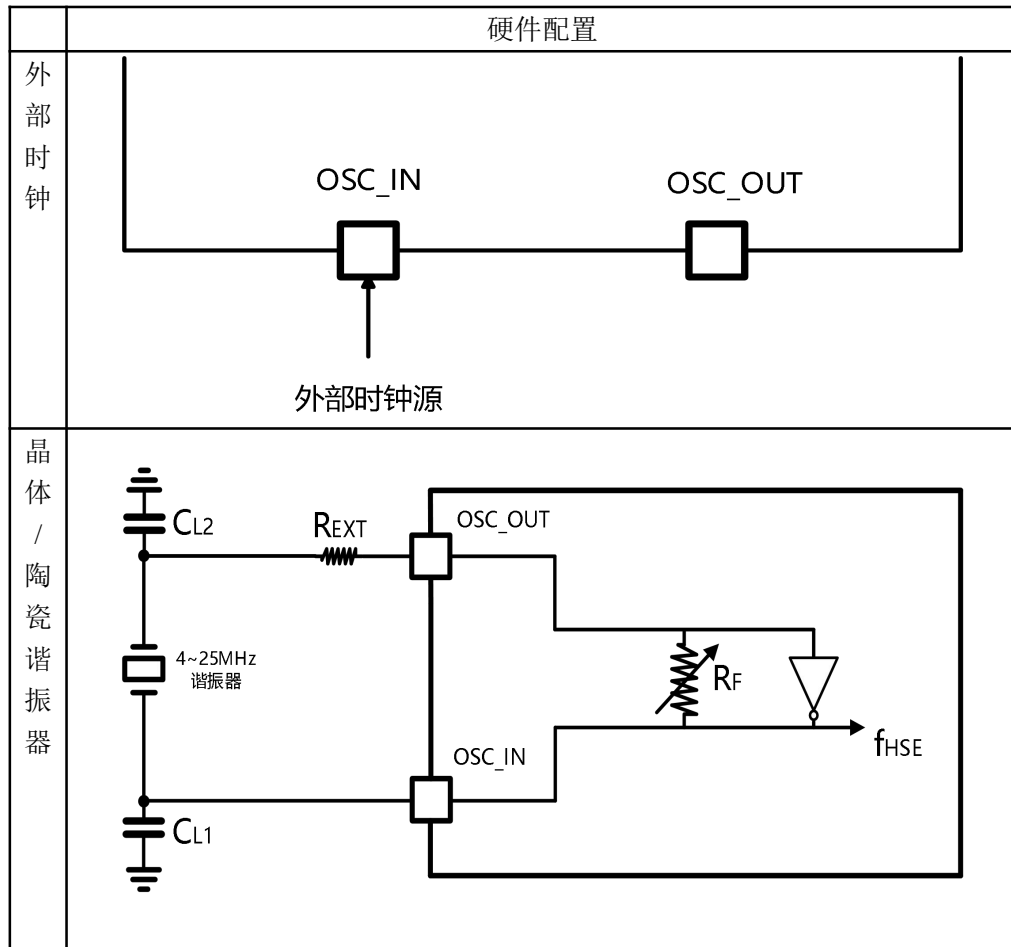 硬件配置
外部时钟
OSC_IN
OSC_OUT
外部时钟源
晶体/陶瓷谐振器
CL2
REXT
OSC_OUT
4~25MHz
谐振器
RF
fHSE
OSC_IN
CL1